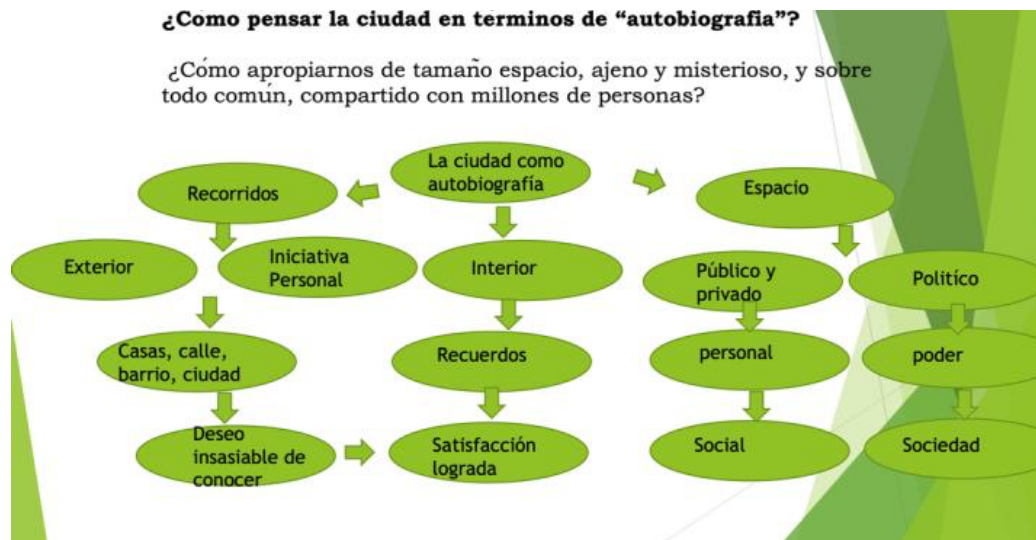 ¿Como pensar la ciudad en terminos de “autobiografia”?
¿Cómo apropiarnos de tamaño espacio, ajeno y misterioso, y sobre
todo común, compartido con millones de personas?
La ciudad como
autobiografía
Recorridos
Espacio
Exterior
Iniciativa
Personal
Interior
Público y
privado
Politíco
Casas, calle,
barrio, ciudad
Recuerdos
personal
poder
Deseo
insasiable de
conocer
Satisfacción
lograda
Social
Sociedad